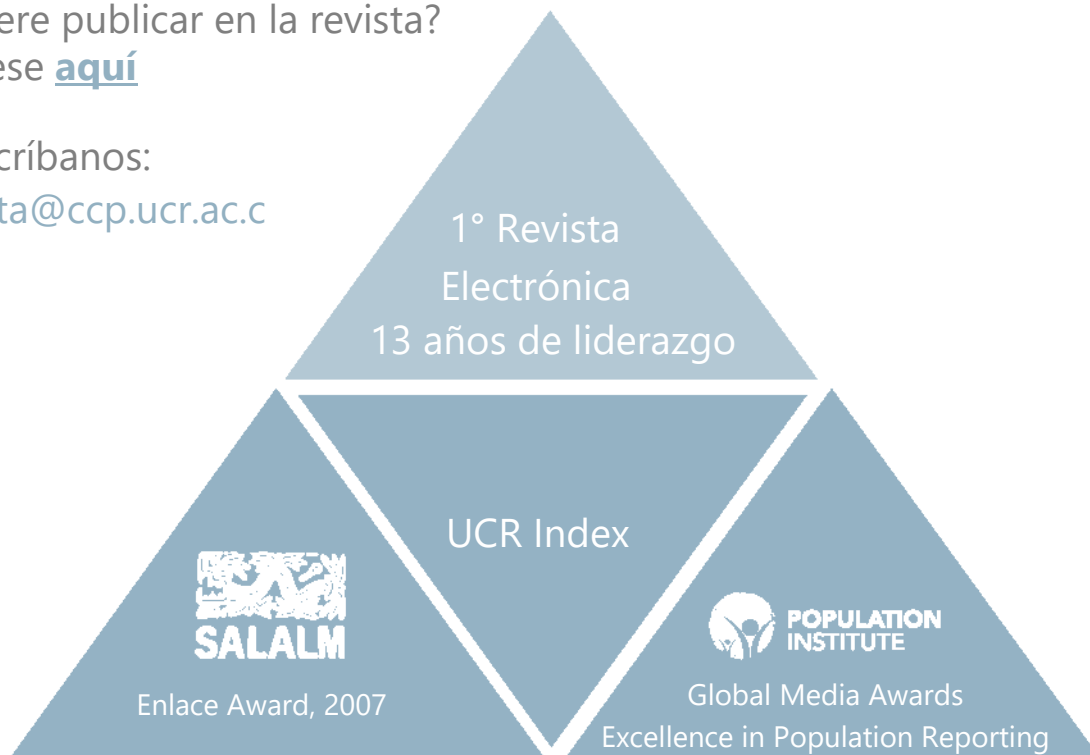 ere publicar en la revista?
ese aquí
críbanos:
ta@ccp.ucr.ac.c
1° Revista
Electrónica
13 años de liderazgo
UCR Index
SALALM
Enlace Award, 2007
POPULATION
INSTITUTE
Global Media Awards
Excellence in Population Reporting